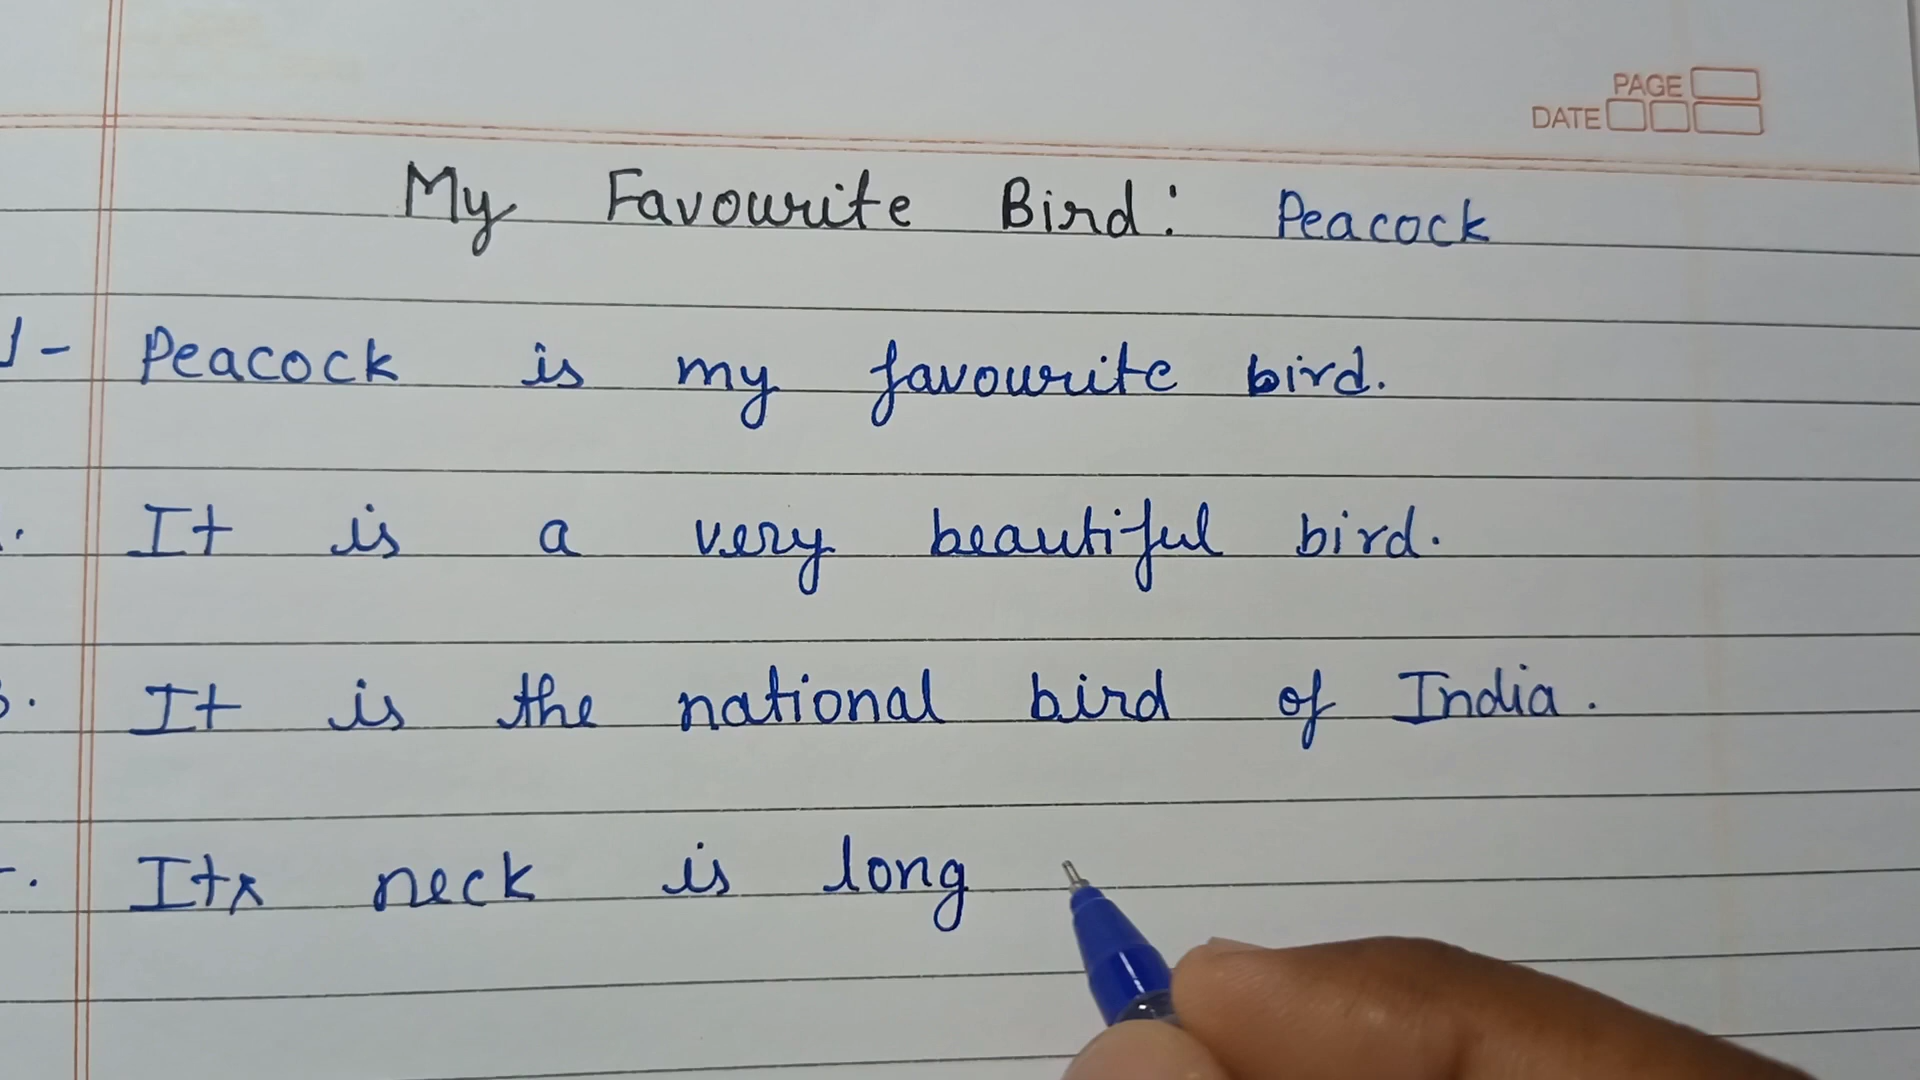 PAGE
DATE
My Favourite Bird: Peacock
1- Peacock is my favourite bird.
. It is a very beautiful bird.
3. It is the national bird of India.
. Its neck is long